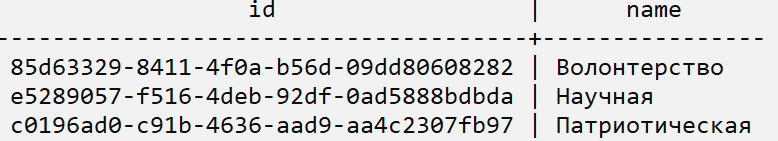 id | name
--------------------------------------+----------------
85d63329-8411-4f0a-b56d-09dd80608282 | Волонтерство
e5289057-f516-4deb-92df-0ad5888bdbda | Научная
c0196ad0-c91b-4636-aad9-aa4c2307fb97 | Патриотическая